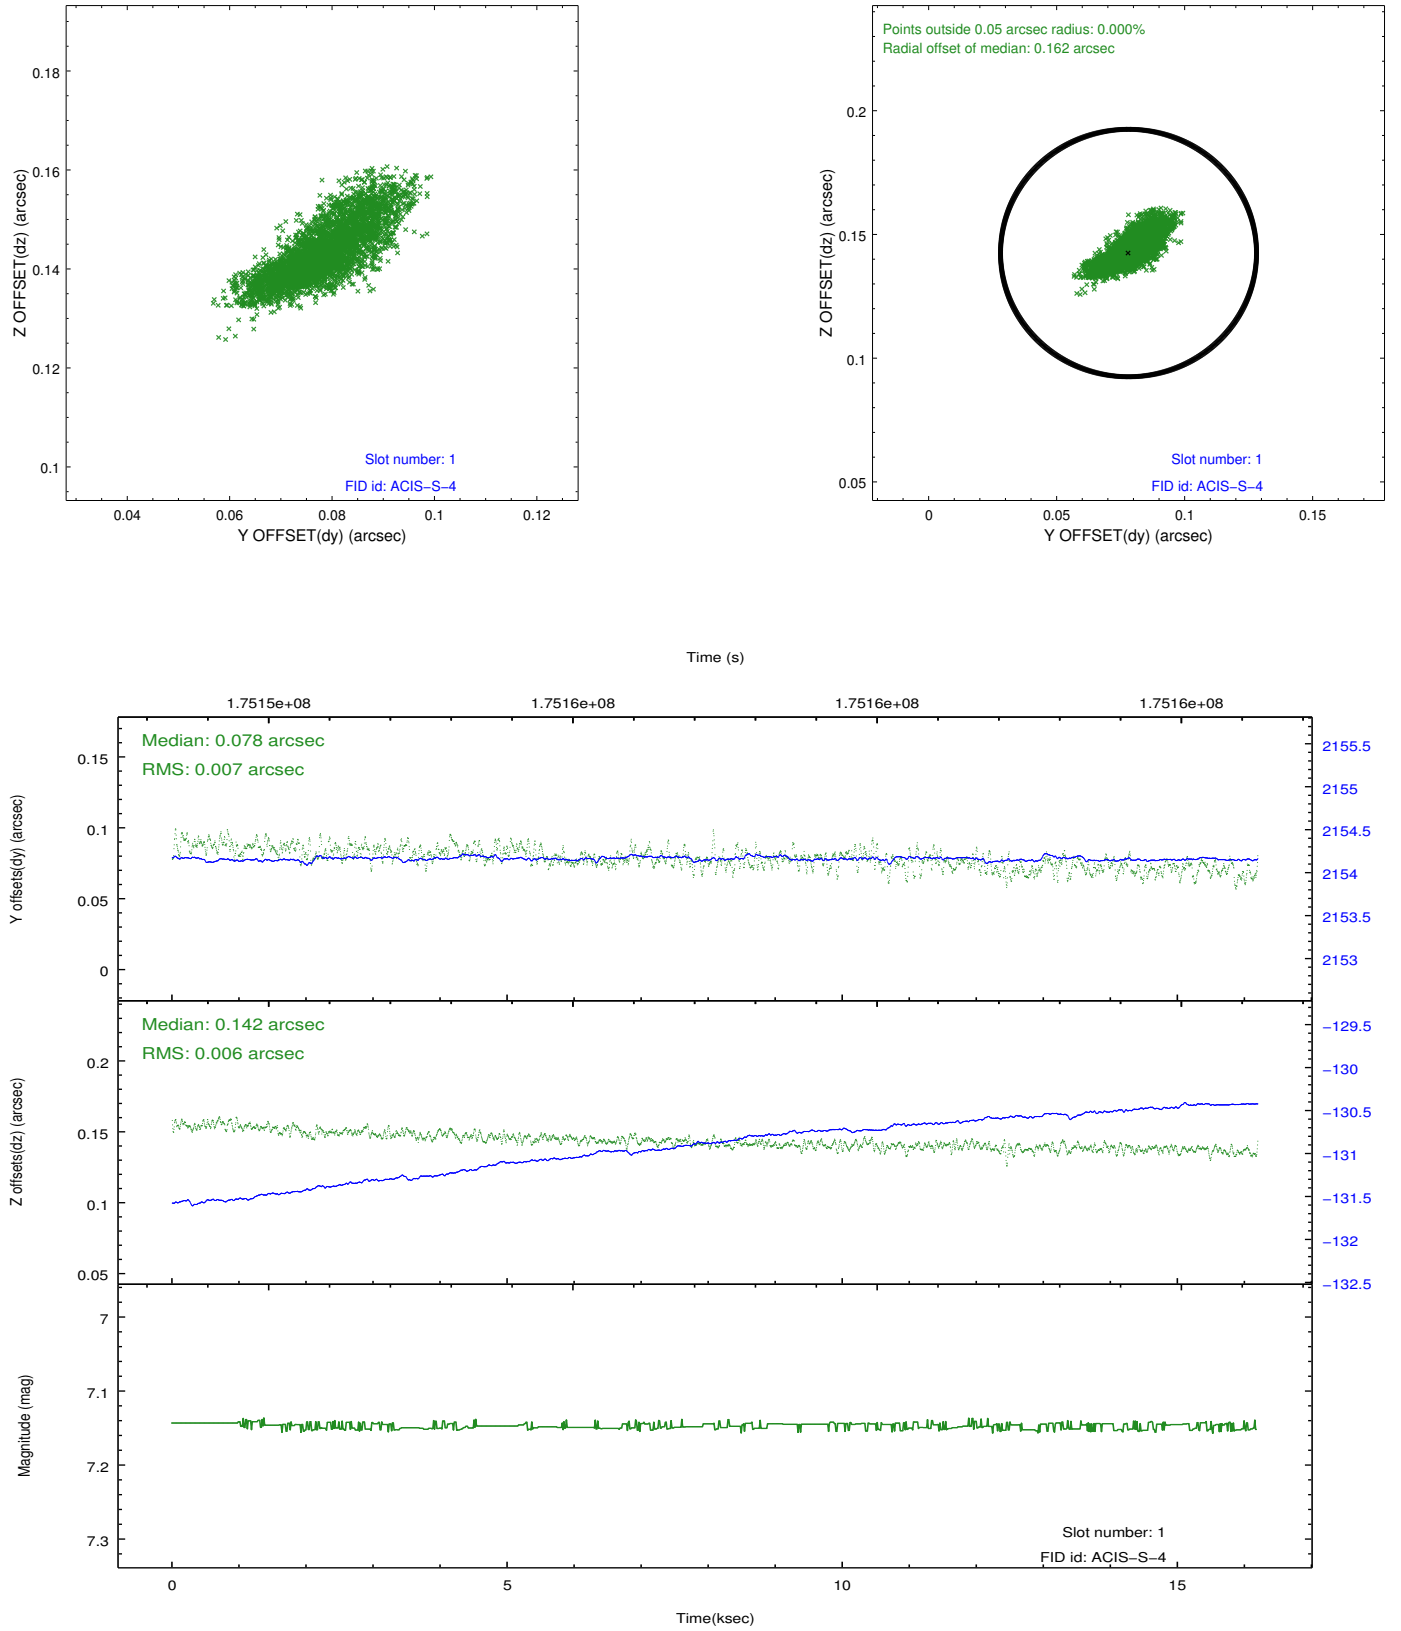 0.18
0.16
0.14
0.12
0.1
Z OFFSET(dz) (arcsec)
Slot number: 1
FID id: ACIS−S−4
0.04
0.06
0.08
0.1
0.12
Y OFFSET(dy) (arcsec)
Points outside 0.05 arcsec radius: 0.000%
Radial offset of median: 0.162 arcsec
0.2
0.15
0.1
0.05
Z OFFSET(dz) (arcsec)
Slot number: 1
FID id: ACIS−S−4
0
0.05
0.1
0.15
Y OFFSET(dy) (arcsec)
Time (s)
1.7515e+08
1.7516e+08
1.7516e+08
1.7516e+08
Median: 0.078 arcsec
RMS: 0.007 arcsec
0.15
0.1
0.05
0
Y offsets(dy) (arcsec)
2155.5
2155
2154.5
2154
2153.5
2153
Median: 0.142 arcsec
RMS: 0.006 arcsec
0.2
0.15
0.1
0.05
Z offsets(dz) (arcsec)
−129.5
−130
−130.5
−131
−131.5
−132
−132.5
7
7.1
7.2
7.3
Magnitude (mag)
Slot number: 1
FID id: ACIS−S−4
0
5
10
15
Time(ksec)